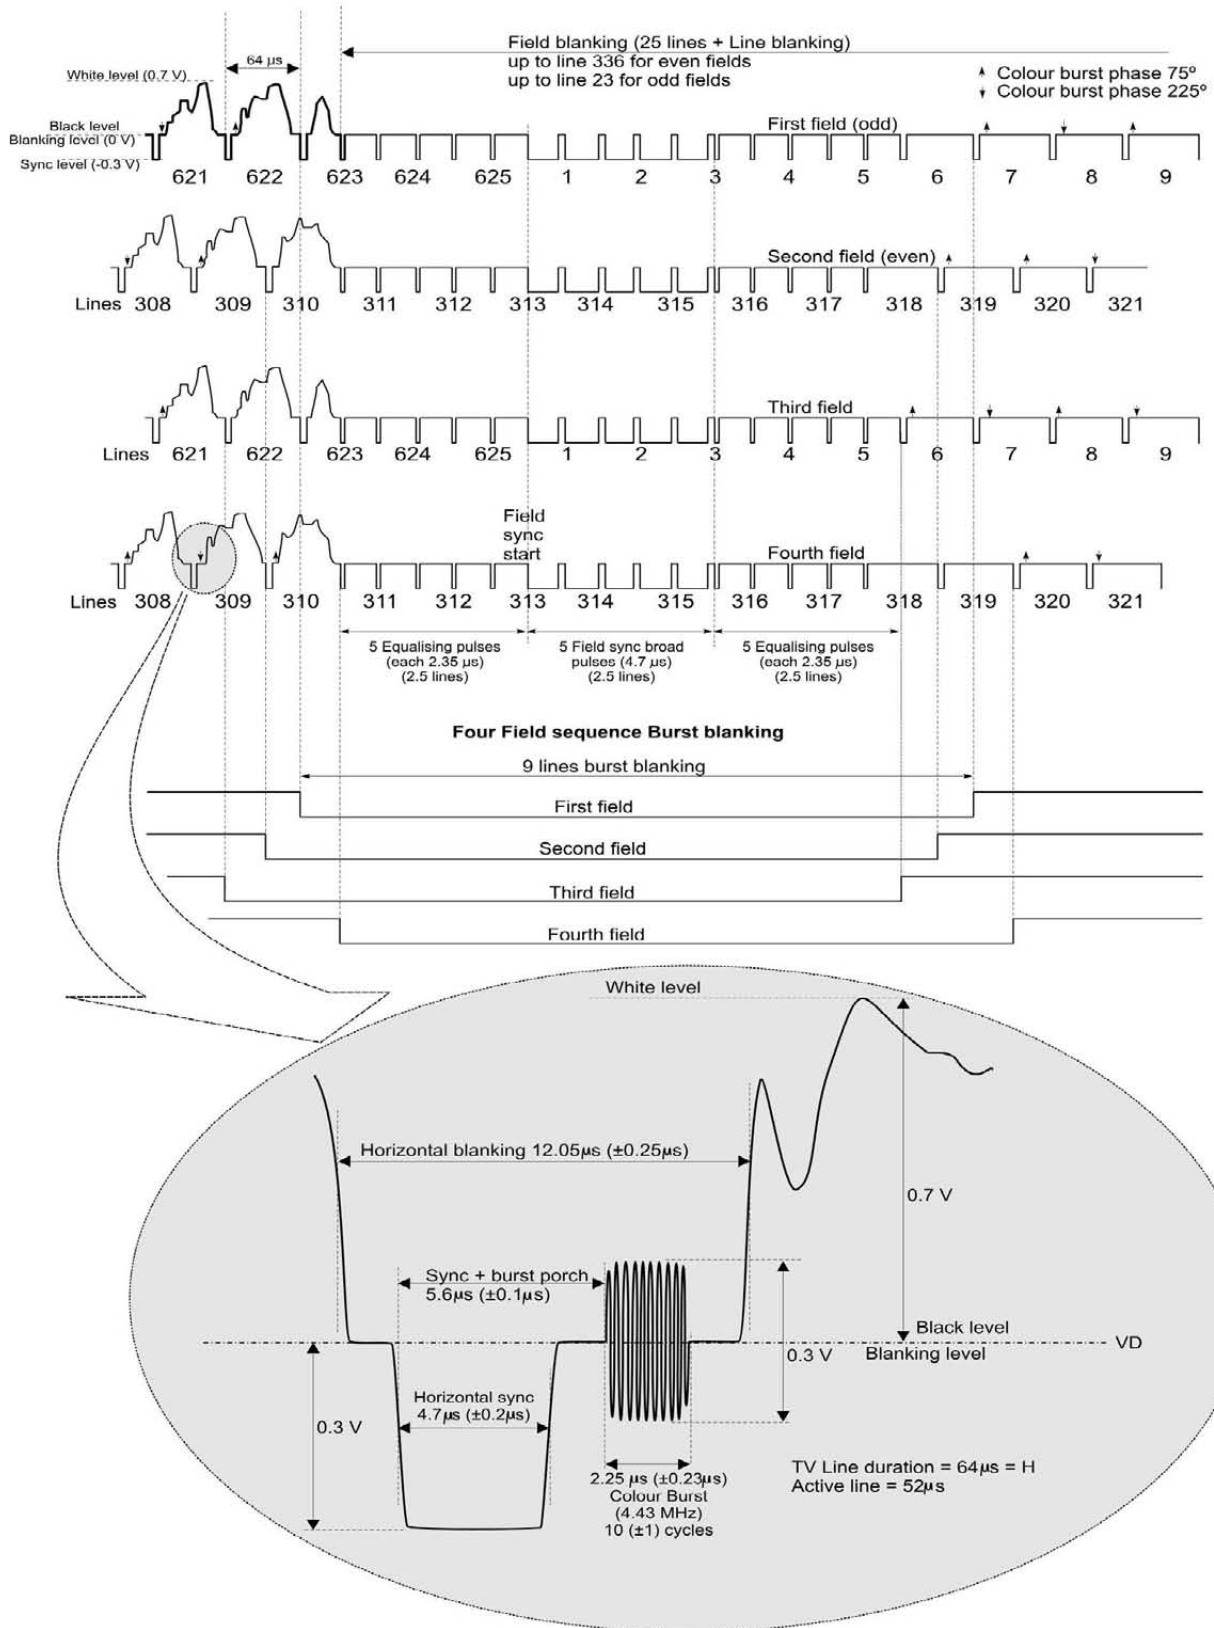 Field blanking (25 lines + Line blanking)
up to line 336 for even fields
up to line 23 for odd fields
64 µs
White level (0.7 V)
Colour burst phase 75º
Colour burst phase 225º
Black level
Blanking level (0 V)
Sync level (-0.3 V)
First field (odd)
621 622 623 624 625 1 2 3 4 5 6 7 8 9
Second field (even)
Lines 308 309 310 311 312 313 314 315 316 317 318 319 320 321
Third field
Lines 621 622 623 624 625 1 2 3 4 5 6 7 8 9
Field
sync
start
Fourth field
Lines 308 309 310 311 312 313 314 315 316 317 318 319 320 321
5 Equalising pulses
(each 2.35 µs)
(2.5 lines)
5 Field sync broad
pulses (4.7 µs)
(2.5 lines)
5 Equalising pulses
(each 2.35 µs)
(2.5 lines)
Four Field sequence Burst blanking
9 lines burst blanking
First field
Second field
Third field
Fourth field
White level
Horizontal blanking 12.05µs (±0.25µs)
0.7 V
Sync + burst porch
5.6µs (±0.1µs)
Black level
VD
Blanking level
0.3 V
Horizontal sync
4.7µs (±0.2µs)
0.3 V
2.25 µs (±0.23µs)
Colour Burst
(4.43 MHz)
10 (±1) cycles
TV Line duration = 64µs = H
Active line = 52µs